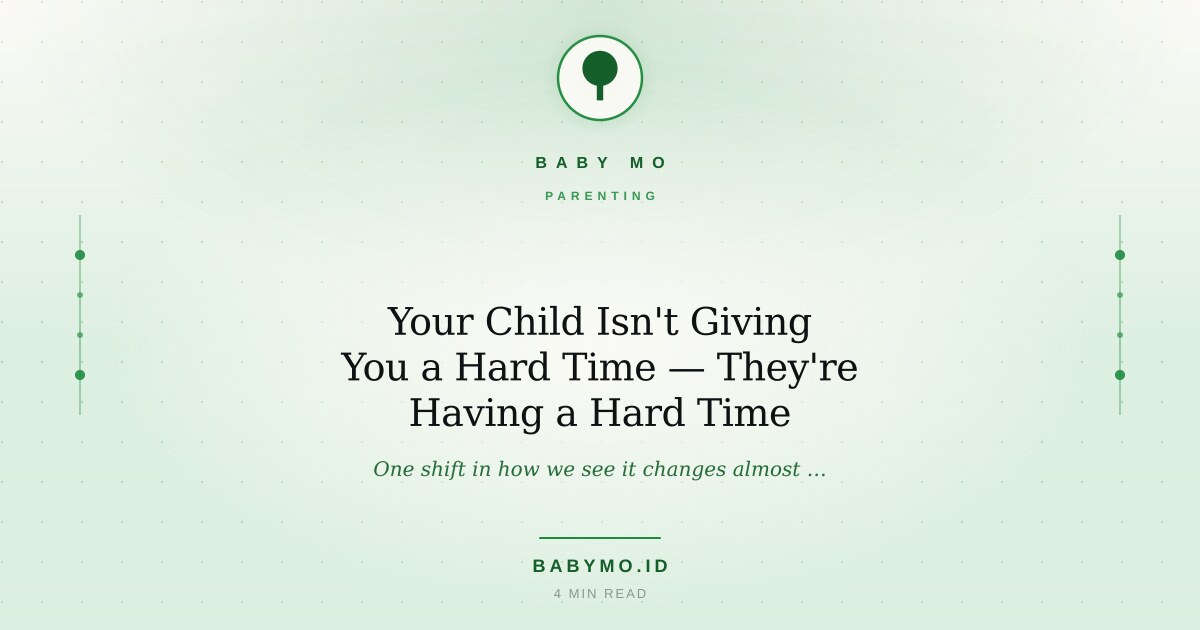 BABY MO
PARENTING
Your Child Isn't Giving
You a Hard Time — They're
Having a Hard Time
One shift in how we see it changes almost …
BABYMO.ID
4 MIN READ